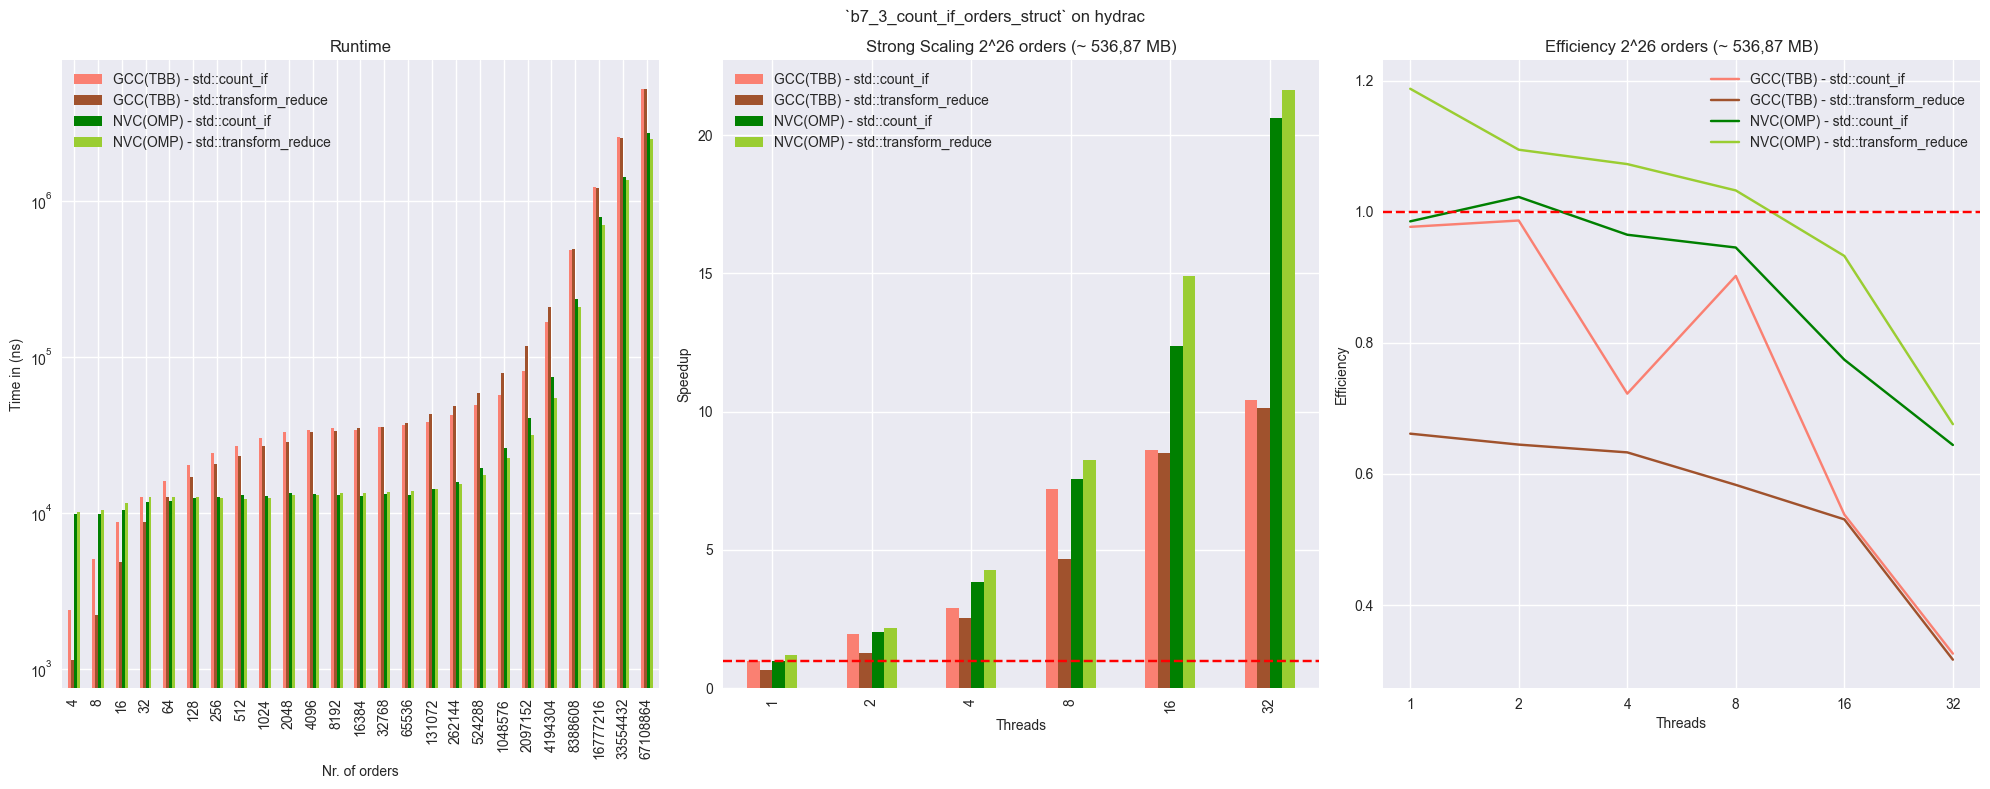 `b7_3_count_if_orders_struct` on hydrac
Runtime
GCC(TBB) - std::count_if
GCC(TBB) - std::transform_reduce
NVC(OMP) - std::count_if
NVC(OMP) - std::transform_reduce
Time in (ns)
10^6
10^5
10^4
10^3
4 8 16 32 64 128 256 512 1024 2048 4096 8192 16384 32768 65536 131072 262144 524288 1048576 2097152 4194304 8388608 16777216 33554432 67108864
Nr. of orders
Strong Scaling 2^26 orders (~ 536,87 MB)
GCC(TBB) - std::count_if
GCC(TBB) - std::transform_reduce
NVC(OMP) - std::count_if
NVC(OMP) - std::transform_reduce
Speedup
20
15
10
5
0
1 2 4 8 16 32
Threads
Efficiency 2^26 orders (~ 536,87 MB)
GCC(TBB) - std::count_if
GCC(TBB) - std::transform_reduce
NVC(OMP) - std::count_if
NVC(OMP) - std::transform_reduce
Efficiency
1.2
1.0
0.8
0.6
0.4
1 2 4 8 16 32
Threads